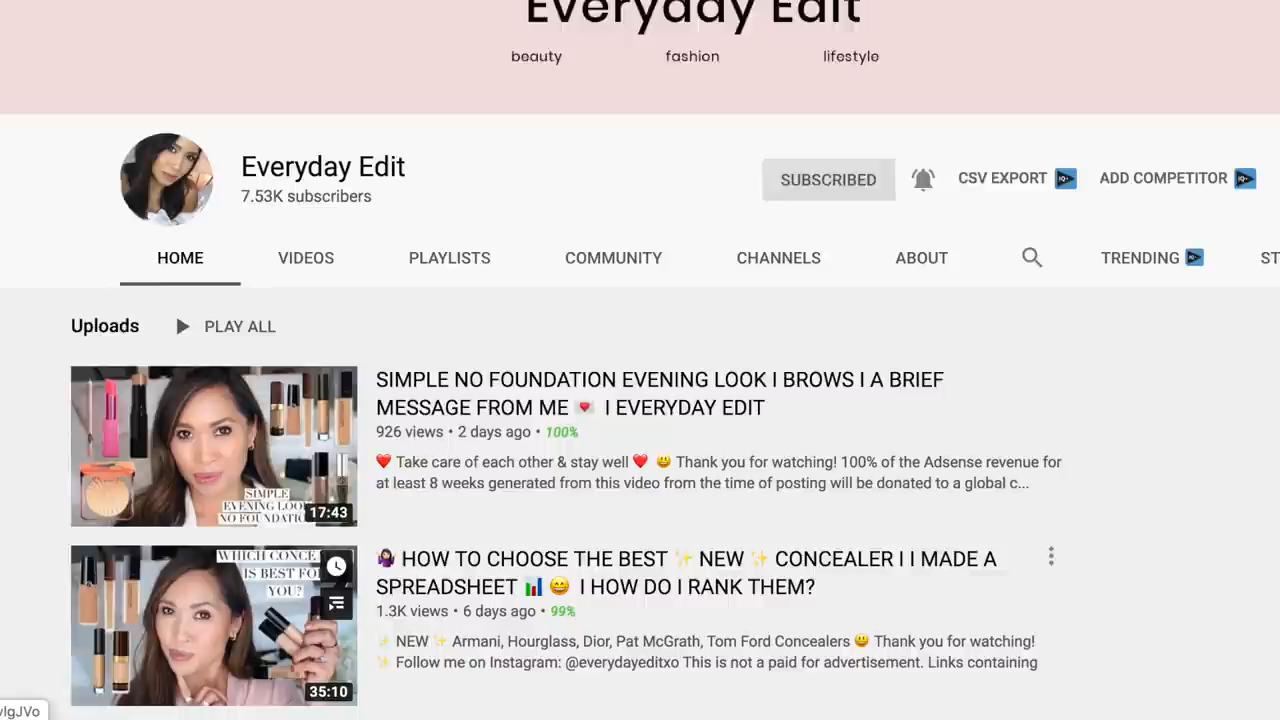 Everyday Edit
beauty fashion lifestyle
Everyday Edit
7.53K subscribers
SUBSCRIBED CSV EXPORT ADD COMPETITOR
HOME VIDEOS PLAYLISTS COMMUNITY CHANNELS ABOUT TRENDING ST
Uploads PLAY ALL
SIMPLE NO FOUNDATION EVENING LOOK I BROWS I A BRIEF
MESSAGE FROM ME 💌 I EVERYDAY EDIT
926 views • 2 days ago • 100%
❤️ Take care of each other & stay well ❤️ 😃 Thank you for watching! 100% of the Adsense revenue for
at least 8 weeks generated from this video from the time of posting will be donated to a global c...
SIMPLE
EVENING LOOK
NO FOUNDATIO
17:43
🤷🏻‍♀️ HOW TO CHOOSE THE BEST ✨ NEW ✨ CONCEALER I I MADE A
SPREADSHEET 📊 😄 I HOW DO I RANK THEM?
1.3K views • 6 days ago • 99%
✨ NEW ✨ Armani, Hourglass, Dior, Pat McGrath, Tom Ford Concealers 😃 Thank you for watching!
✨ Follow me on Instagram: @everydayeditxo This is not a paid for advertisement. Links containing
WHICH CONCE
IS BEST FO
YOU?
35:10
vIgJVo